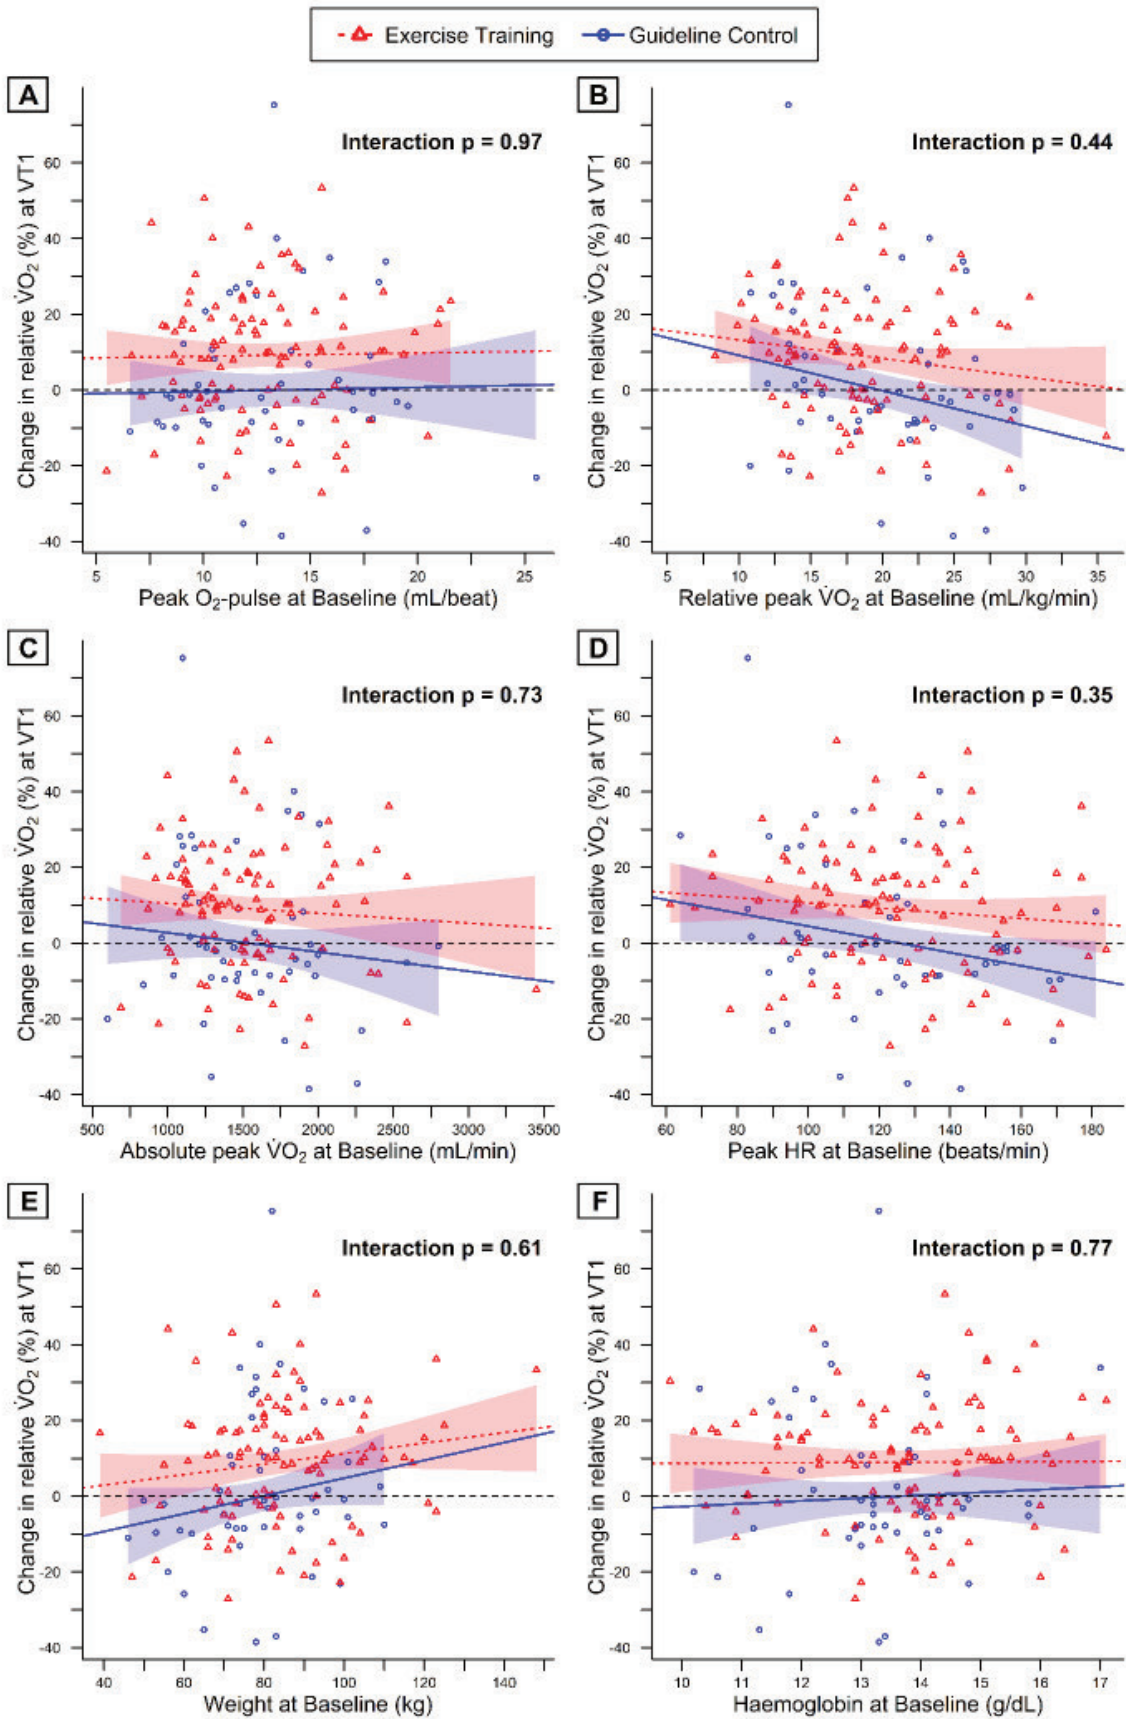 Exercise Training Guideline Control
A
Interaction p = 0.97
Change in relative V̇O₂ (%) at VT1
60
40
20
0
-20
-40
5 10 15 20 25
Peak O₂-pulse at Baseline (mL/beat)
B
Interaction p = 0.44
Change in relative V̇O₂ (%) at VT1
60
40
20
0
-20
-40
5 10 15 20 25 30 35
Relative peak V̇O₂ at Baseline (mL/kg/min)
C
Interaction p = 0.73
Change in relative V̇O₂ (%) at VT1
60
40
20
0
-20
-40
500 1000 1500 2000 2500 3000 3500
Absolute peak V̇O₂ at Baseline (mL/min)
D
Interaction p = 0.35
Change in relative V̇O₂ (%) at VT1
60
40
20
0
-20
-40
60 80 100 120 140 160 180
Peak HR at Baseline (beats/min)
E
Interaction p = 0.61
Change in relative V̇O₂ (%) at VT1
60
40
20
0
-20
-40
40 60 80 100 120 140
Weight at Baseline (kg)
F
Interaction p = 0.77
Change in relative V̇O₂ (%) at VT1
60
40
20
0
-20
-40
10 11 12 13 14 15 16 17
Haemoglobin at Baseline (g/dL)